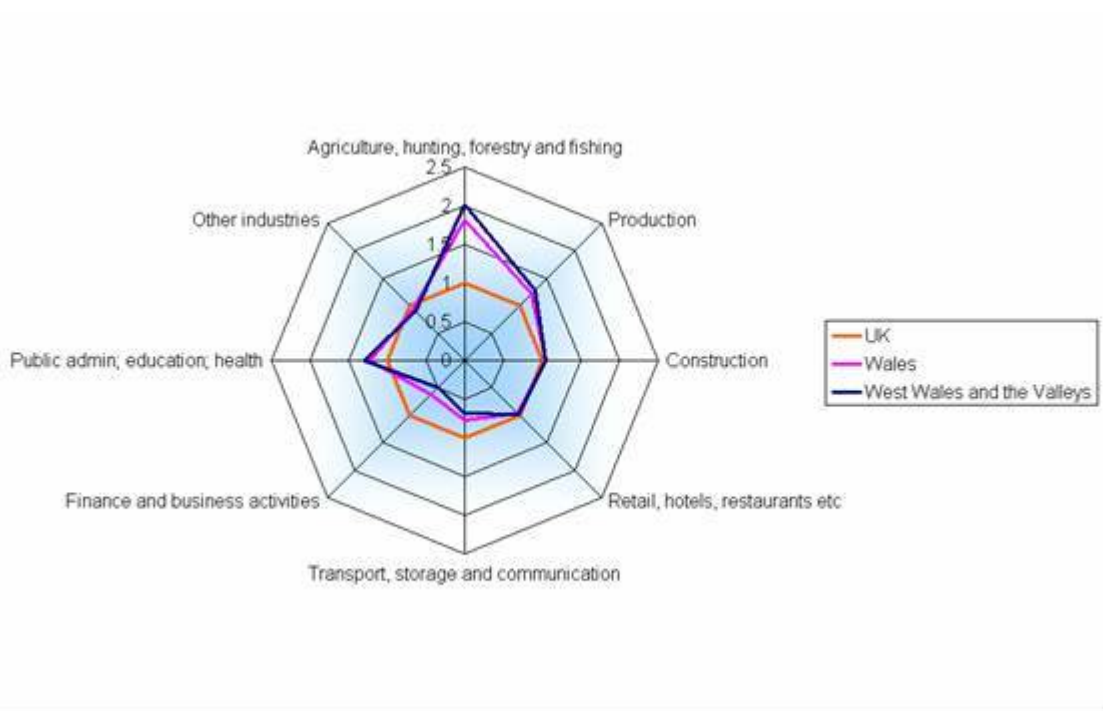 Agriculture, hunting, forestry and fishing
2.5
Other industries
2
Production
1.5
1
0.5
Public admin; education; health
0
Construction
UK
Wales
West Wales and the Valleys
Finance and business activities
Retail, hotels, restaurants etc
Transport, storage and communication